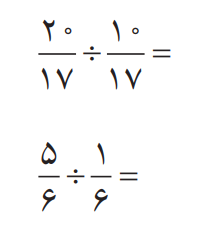 ۲۰/۱۷ ÷ ۱۰/۱۷ =
۵/۶ ÷ ۱/۶ =